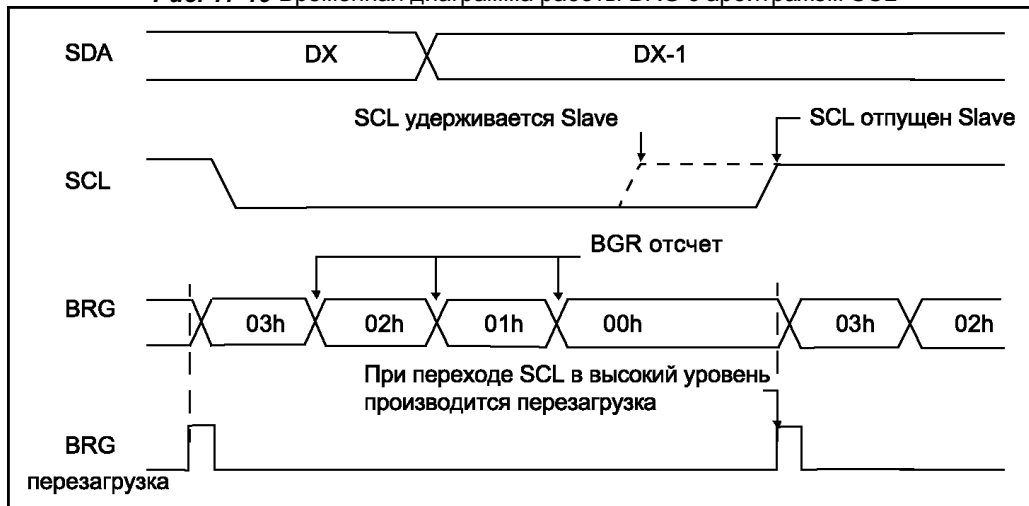 SDA
DX
DX-1
SCL удерживается Slave
SCL отпущен Slave
SCL
BGR отсчет
BRG
03h
02h
01h
00h
03h
02h
При переходе SCL в высокий уровень
производится перезагрузка
BRG
перезагрузка